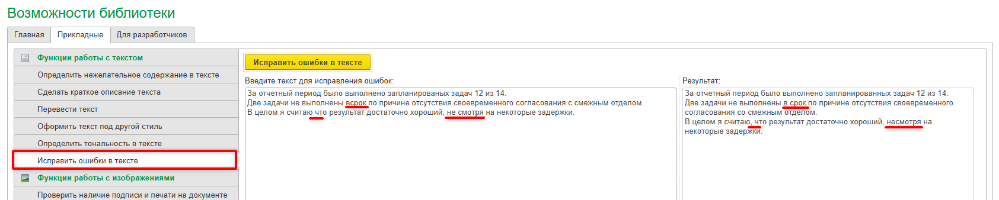 Возможности библиотеки
Главная
Прикладные
Для разработчиков
Функции работы с текстом
Определить нежелательное содержание в тексте
Сделать краткое описание текста
Перевести текст
Оформить текст под другой стиль
Определить тональность в тексте
Исправить ошибки в тексте
Функции работы с изображениями
Проверить наличие подписи и печати на документе
Исправить ошибки в тексте
Введите текст для исправления ошибок:
За отчетный период было выполнено запланированых задач 12 из 14.
Две задачи не выполнены всрок по причине отсутствия своевременного согласования с смежным отделом.
В целом я считаю что результат достаточно хороший, не смотря на некоторые задержки.
Результат:
За отчетный период было выполнено запланированных задач 12 из 14.
Две задачи не выполнены в срок по причине отсутствия своевременного
согласования со смежным отделом.
В целом я считаю, что результат достаточно хороший, несмотря на
некоторые задержки.